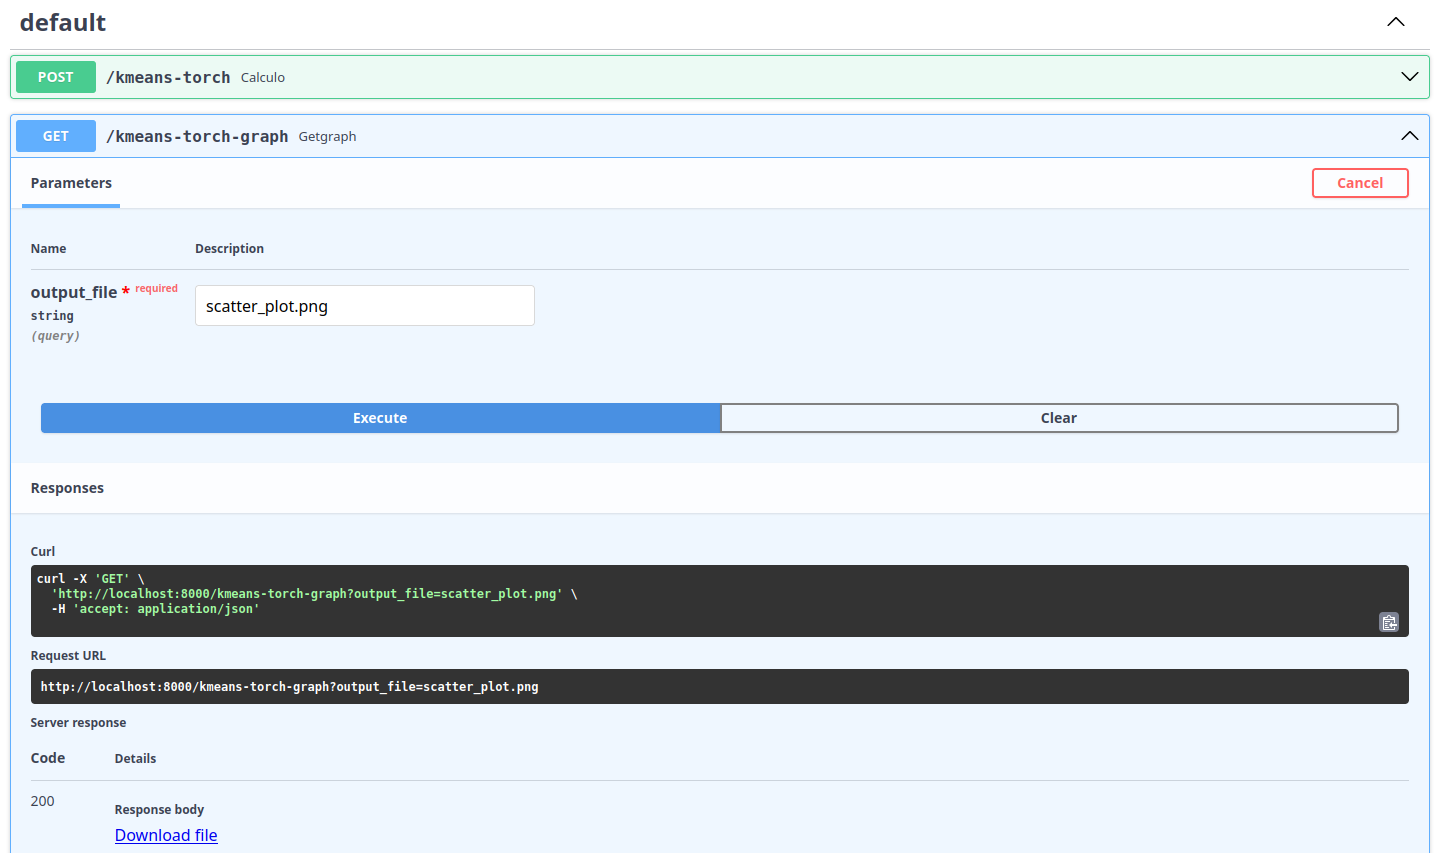 default
POST /kmeans-torch Calculo
GET /kmeans-torch-graph Getgraph
Parameters Cancel
Name Description
output_file * required
string
(query)
scatter_plot.png
Execute Clear
Responses
Curl
curl -X 'GET' \
'http://localhost:8000/kmeans-torch-graph?output_file=scatter_plot.png' \
-H 'accept: application/json'
Request URL
http://localhost:8000/kmeans-torch-graph?output_file=scatter_plot.png
Server response
Code Details
200
Response body
Download file